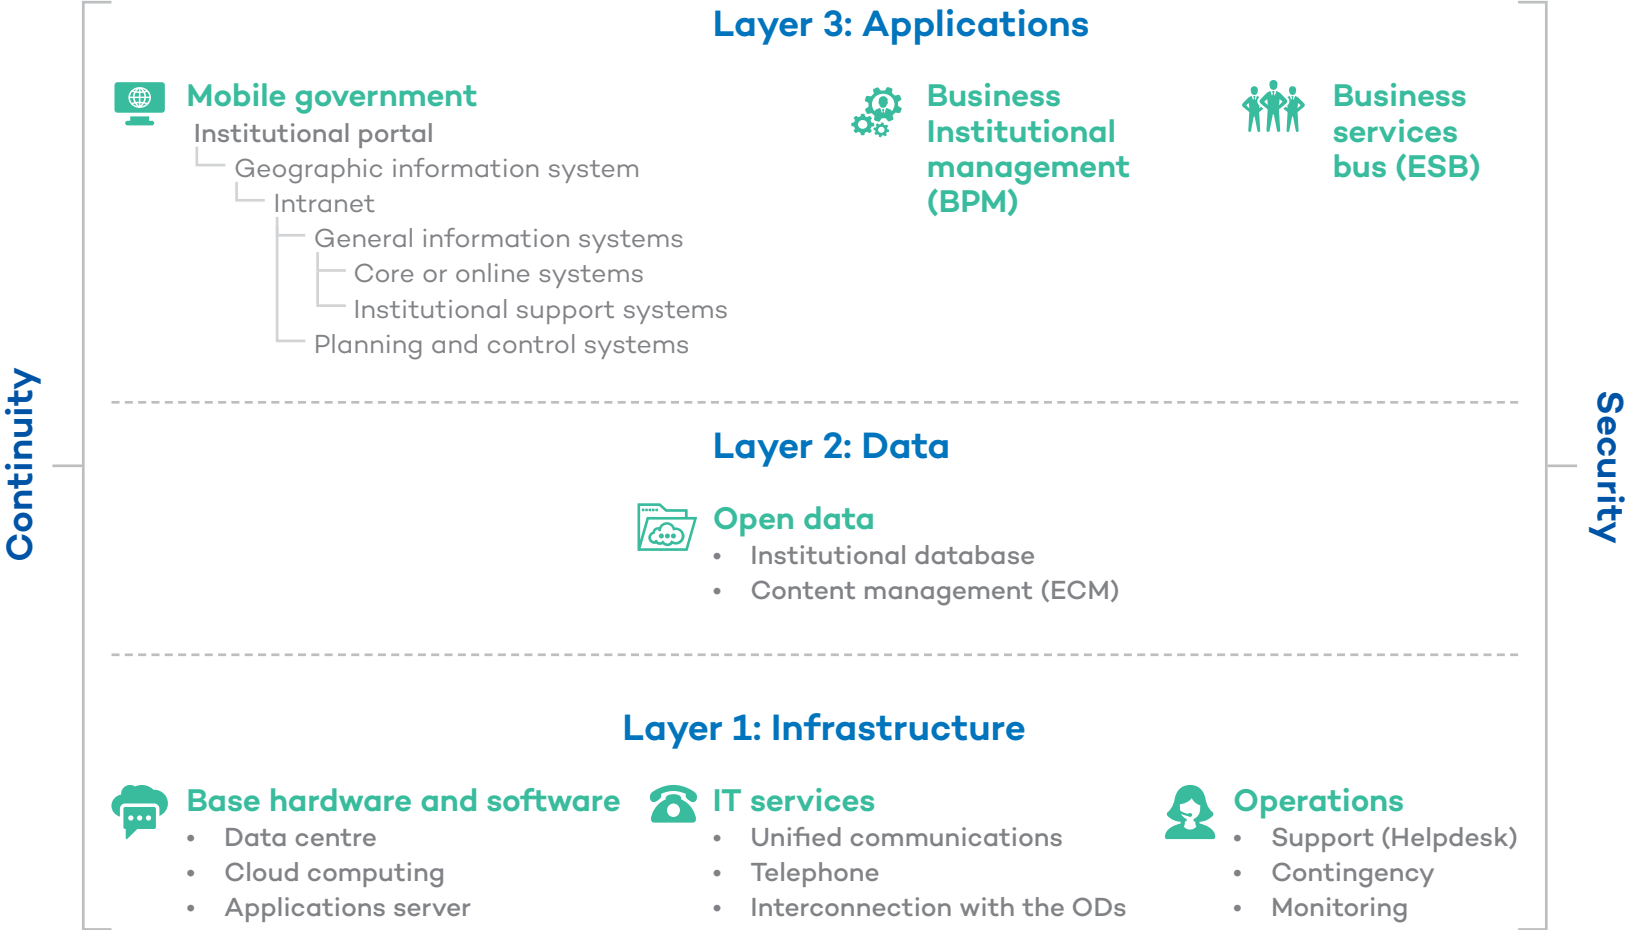 Layer 3: Applications
Mobile government
Institutional portal
Geographic information system
Intranet
General information systems
Core or online systems
Institutional support systems
Planning and control systems
Business
Institutional
management
(BPM)
Business
services
bus (ESB)
Continuity
Security
Layer 2: Data
Open data
• Institutional database
• Content management (ECM)
Layer 1: Infrastructure
Base hardware and software
• Data centre
• Cloud computing
• Applications server
IT services
• Unified communications
• Telephone
• Interconnection with the ODs
Operations
• Support (Helpdesk)
• Contingency
• Monitoring